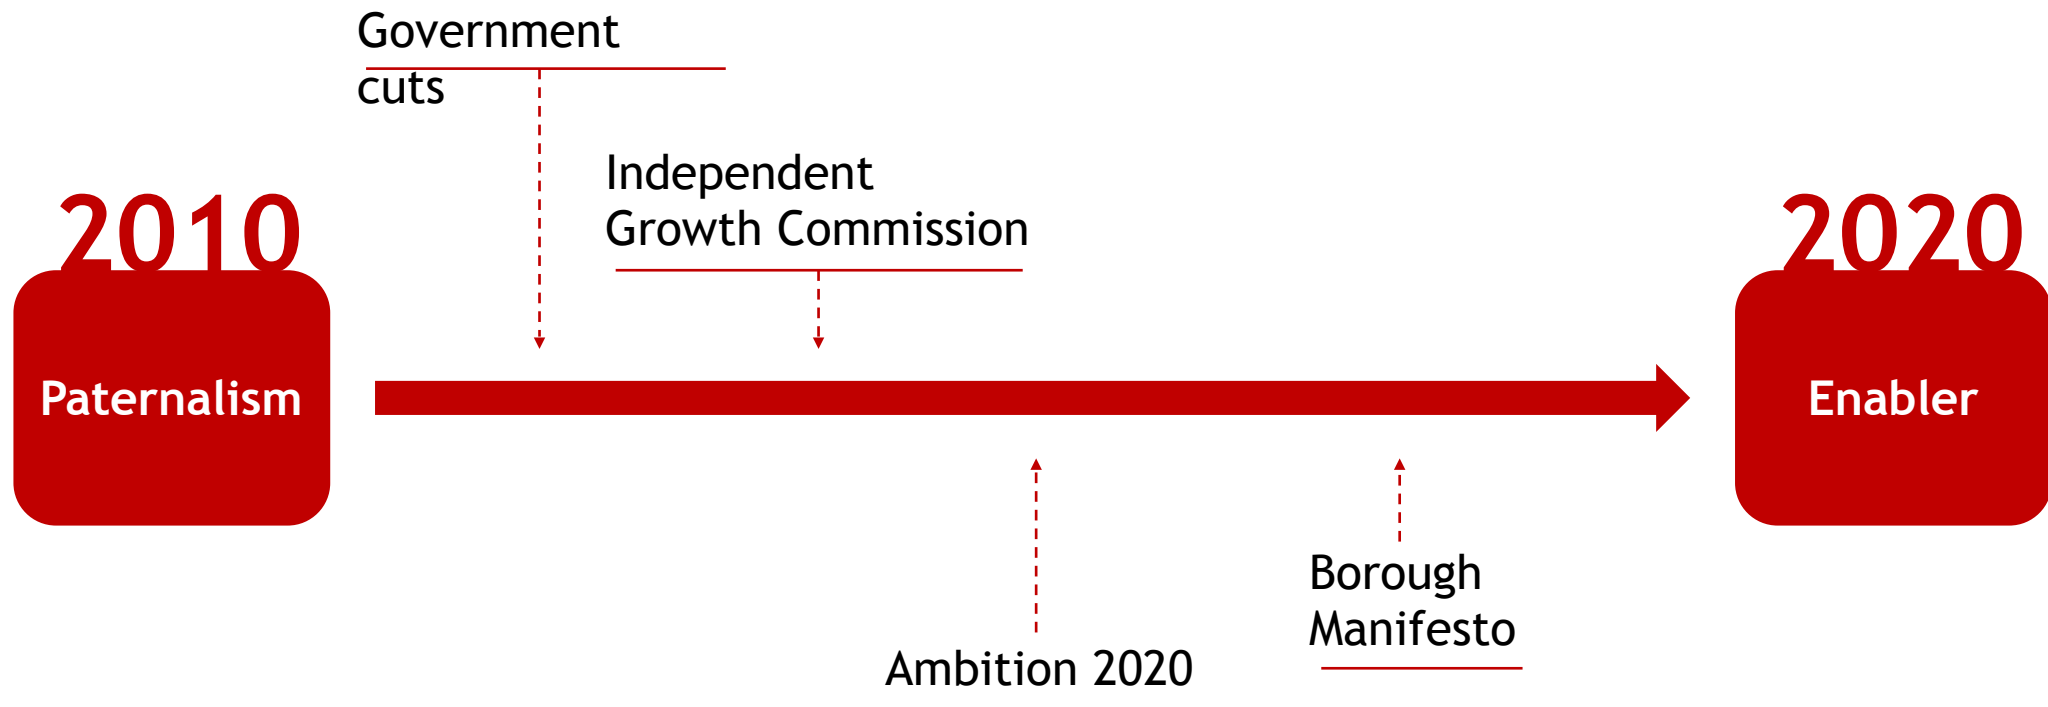 Government
cuts
Independent
Growth Commission
2010
2020
Paternalism
Enabler
Borough
Manifesto
Ambition 2020